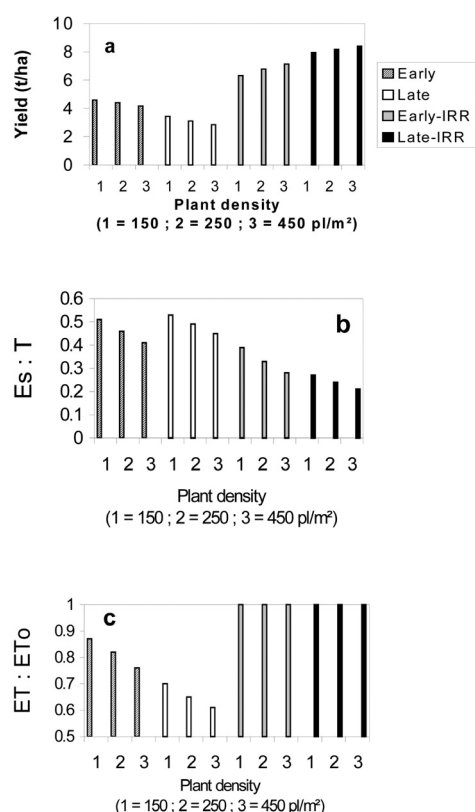 10
8
6
4
2
0
Yield (t/ha)
a
1 2 3 1 2 3 1 2 3 1 2 3
Plant density
(1 = 150 ; 2 = 250 ; 3 = 450 pl/m²)
Early
Late
Early-IRR
Late-IRR
0.6
0.5
0.4
0.3
0.2
0.1
0
Es : T
b
1 2 3 1 2 3 1 2 3 1 2 3
Plant density
(1 = 150 ; 2 = 250 ; 3 = 450 pl/m²)
1
0.9
0.8
0.7
0.6
0.5
ET : ETo
c
1 2 3 1 2 3 1 2 3 1 2 3
Plant density
(1 = 150 ; 2 = 250 ; 3 = 450 pl/m²)